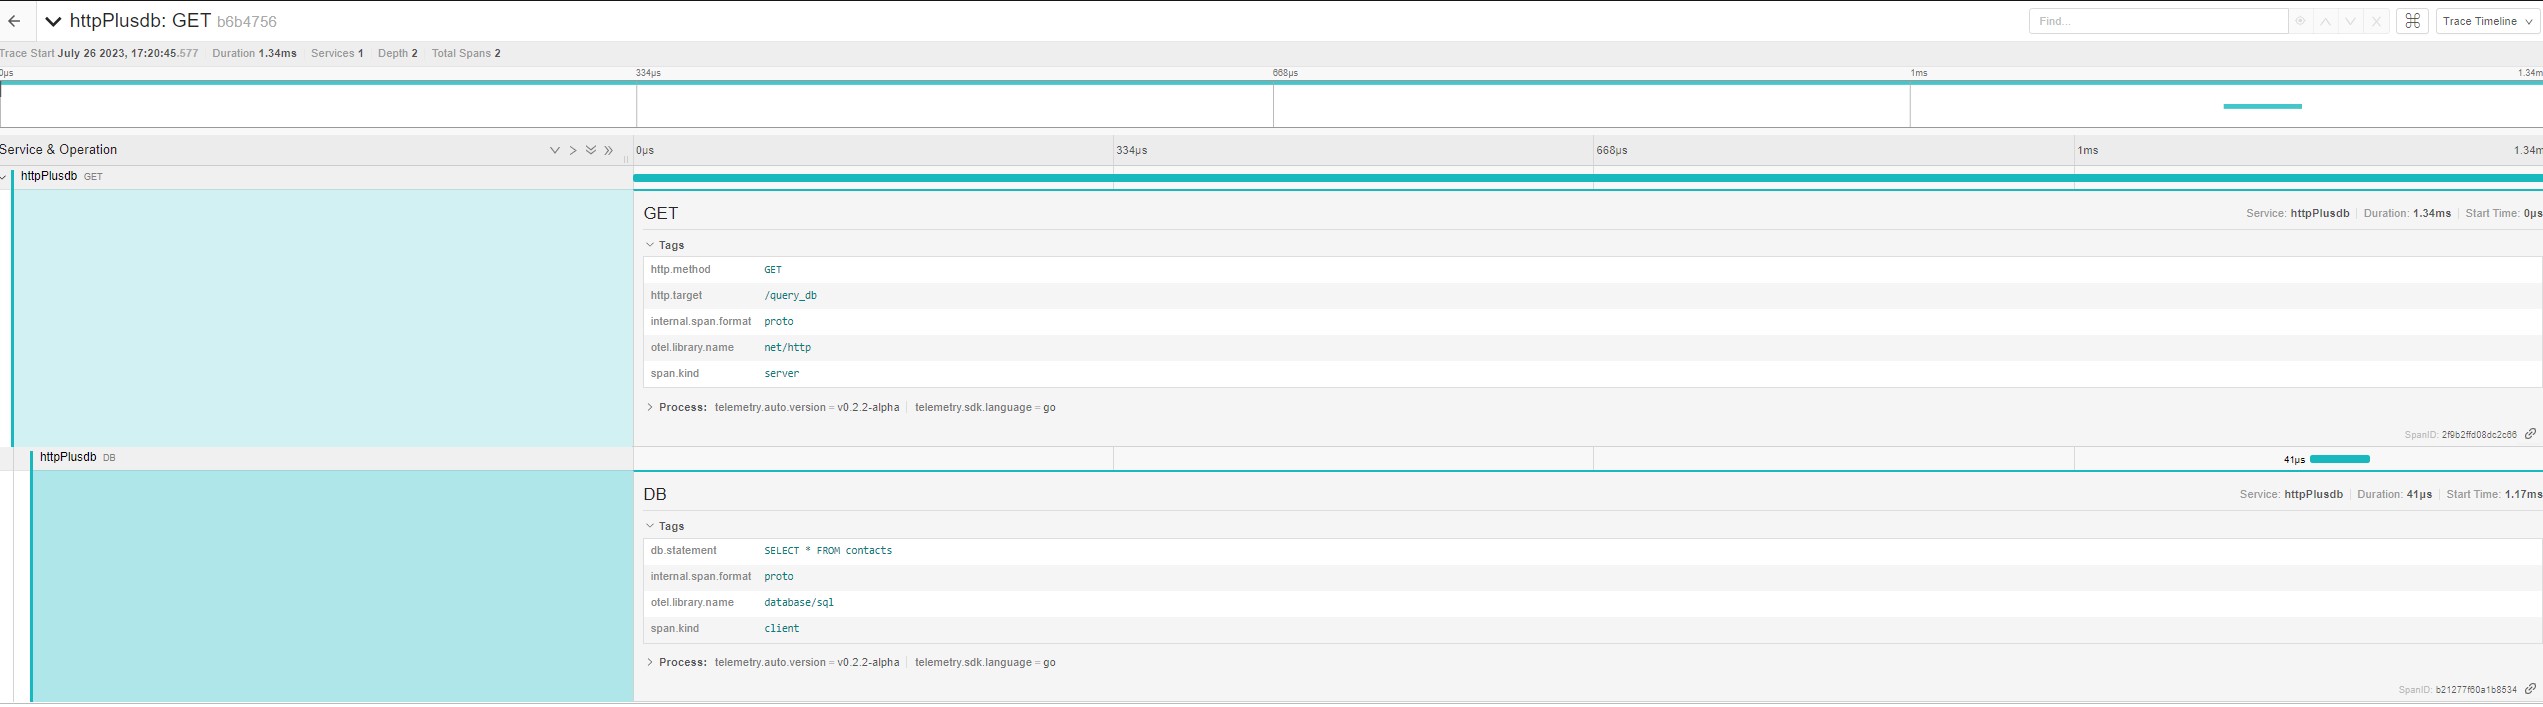 httpPlusdb: GET b6b4756
Find...
Trace Timeline
Trace Start July 26 2023, 17:20:45.577 Duration 1.34ms Services 1 Depth 2 Total Spans 2
0µs 334µs 668µs 1ms 1.34m
Service & Operation 0µs 334µs 668µs 1ms 1.34m
httpPlusdb GET
GET Service: httpPlusdb Duration: 1.34ms Start Time: 0µs
Tags
http.method GET
http.target /query_db
internal.span.format proto
otel.library.name net/http
span.kind server
Process: telemetry.auto.version = v0.2.2-alpha telemetry.sdk.language = go
SpanID: 2f9b2ffd08dc2c66
httpPlusdb DB 41µs
DB Service: httpPlusdb Duration: 41µs Start Time: 1.17ms
Tags
db.statement SELECT * FROM contacts
internal.span.format proto
otel.library.name database/sql
span.kind client
Process: telemetry.auto.version = v0.2.2-alpha telemetry.sdk.language = go
SpanID: b21277f60a1b8534